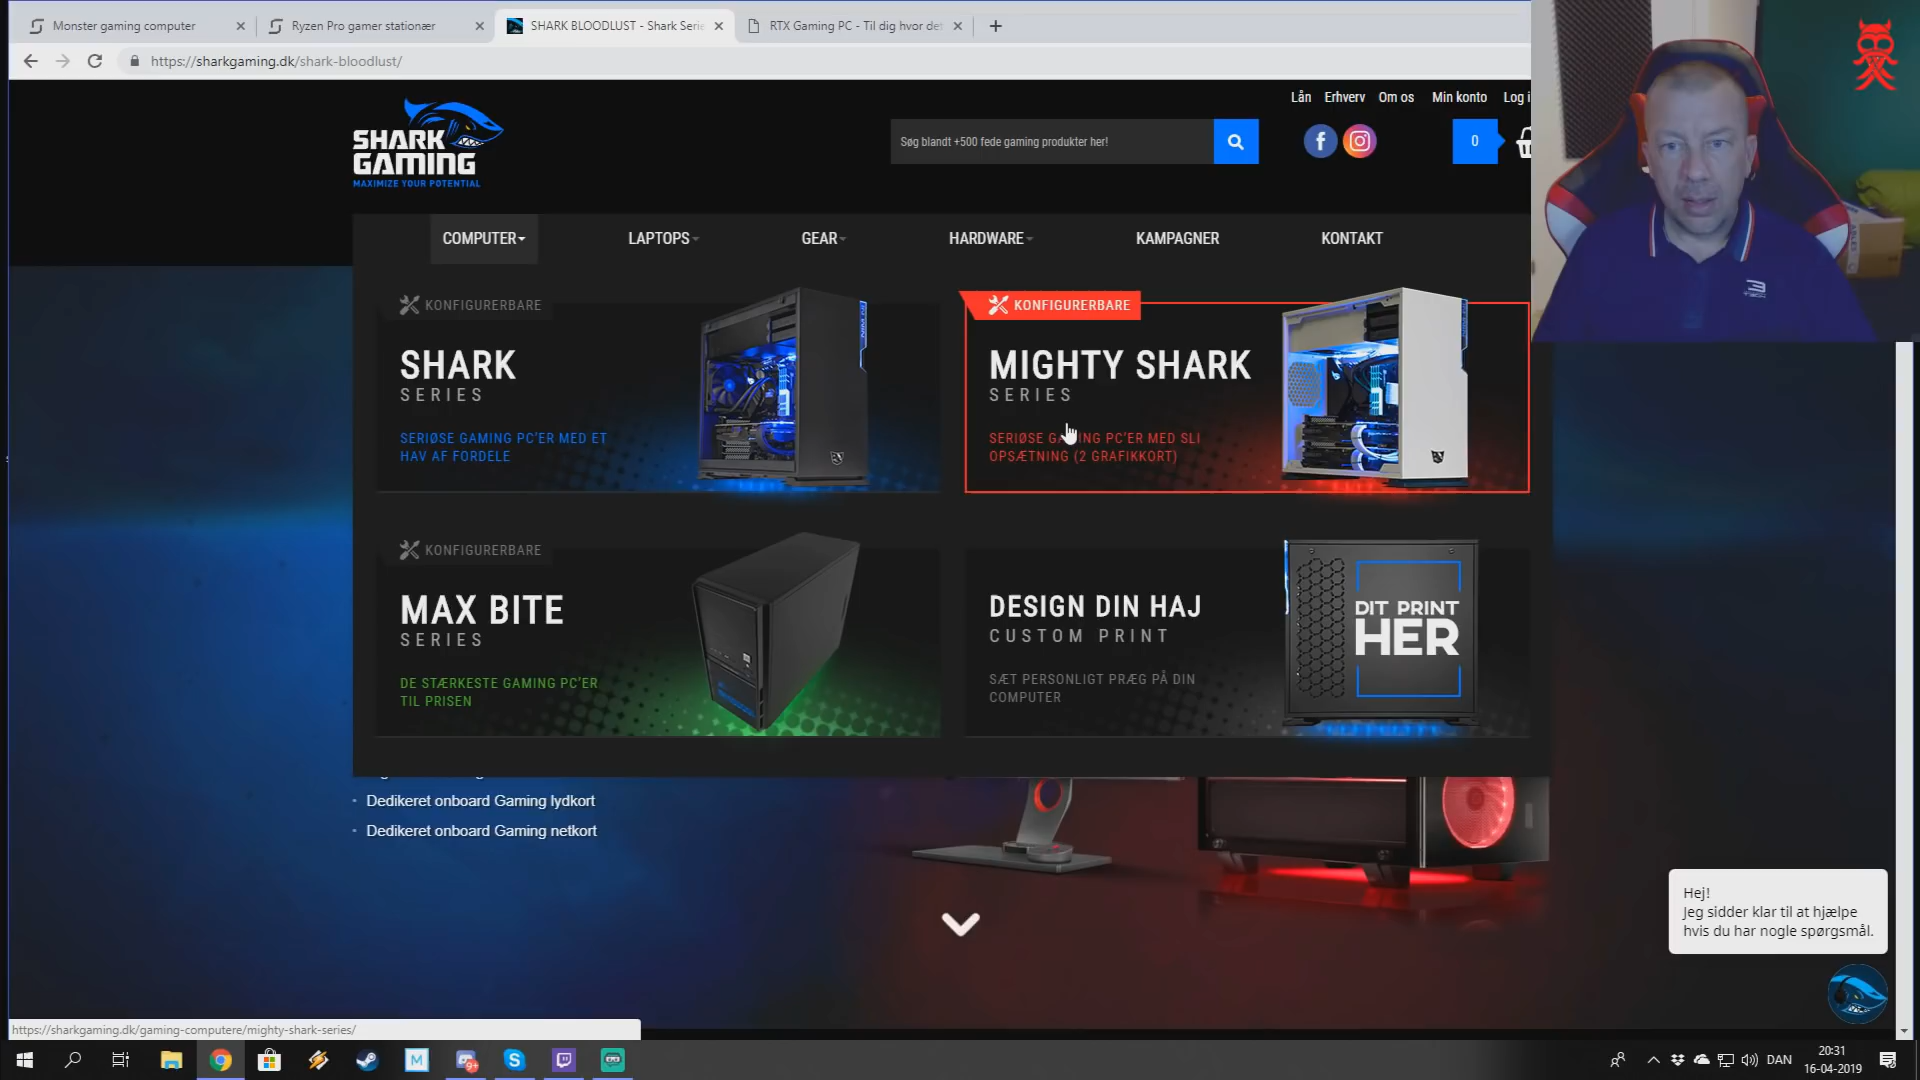 Monster gaming computer
Ryzen Pro gamer stationær
SHARK BLOODLUST - Shark Serie
RTX Gaming PC - Til dig hvor det
https://sharkgaming.dk/shark-bloodlust/
Lån Erhverv Om os Min konto Log i
SHARK
GAMING
MAXIMIZE YOUR POTENTIAL
Søg blandt +500 fede gaming produkter her!
0
COMPUTER LAPTOPS GEAR HARDWARE KAMPAGNER KONTAKT
KONFIGURERBARE
SHARK
SERIES
SERIØSE GAMING PC'ER MED ET
HAV AF FORDELE
KONFIGURERBARE
MIGHTY SHARK
SERIES
SERIØSE GAMING PC'ER MED SLI
OPSÆTNING (2 GRAFIKKORT)
KONFIGURERBARE
MAX BITE
SERIES
DE STÆRKESTE GAMING PC'ER
TIL PRISEN
DESIGN DIN HAJ
CUSTOM PRINT
SÆT PERSONLIGT PRÆG PÅ DIN
COMPUTER
DIT PRINT
HER
Dedikeret onboard Gaming lydkort
Dedikeret onboard Gaming netkort
Hej!
Jeg sidder klar til at hjælpe
hvis du har nogle spørgsmål.
https://sharkgaming.dk/gaming-computere/mighty-shark-series/
M
9+
DAN
20:31
16-04-2019